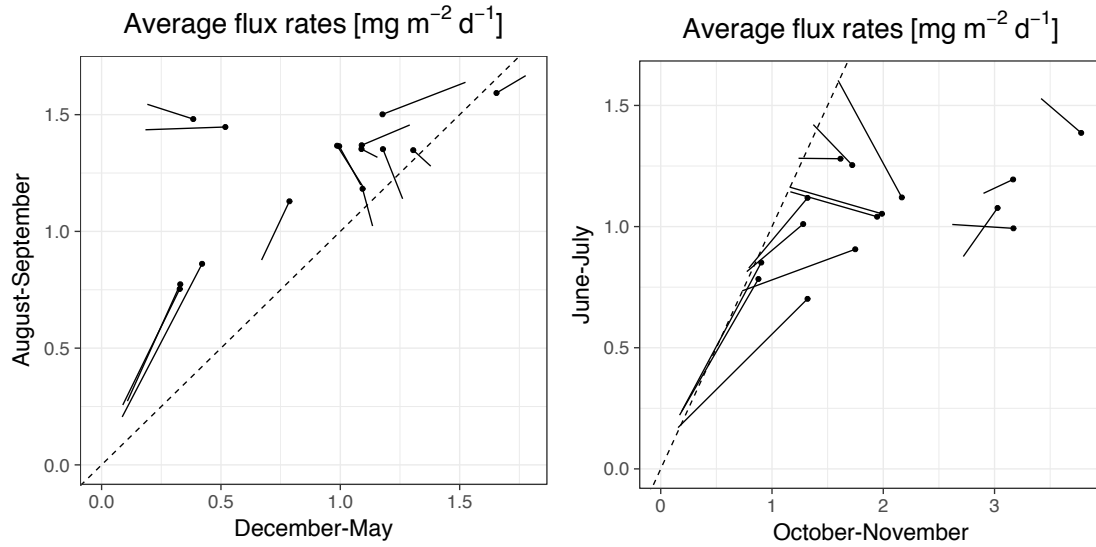 Average flux rates [mg m⁻² d⁻¹]
August-September
1.5
1.0
0.5
0.0
0.0 0.5 1.0 1.5
December-May
Average flux rates [mg m⁻² d⁻¹]
June-July
1.5
1.0
0.5
0.0
0 1 2 3
October-November